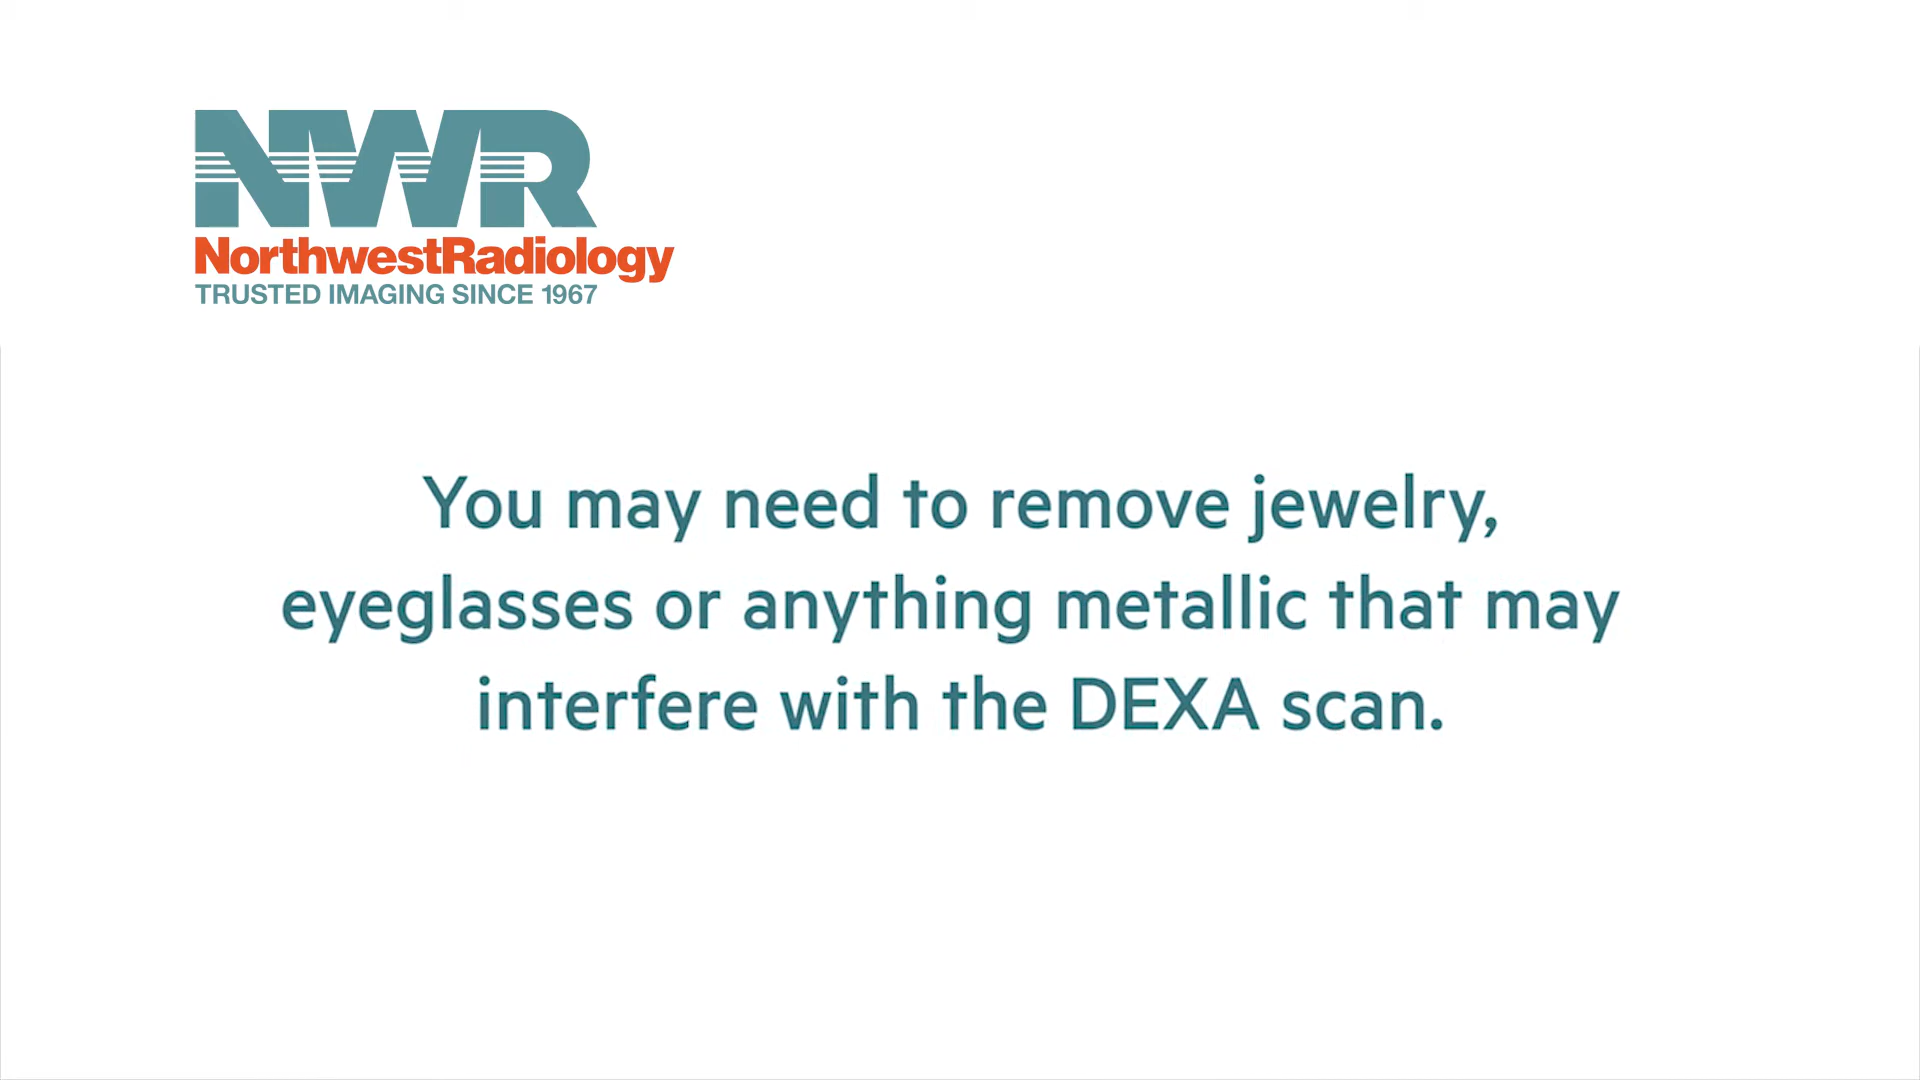 NWR
NorthwestRadiology
TRUSTED IMAGING SINCE 1967
You may need to remove jewelry,
eyeglasses or anything metallic that may
interfere with the DEXA scan.